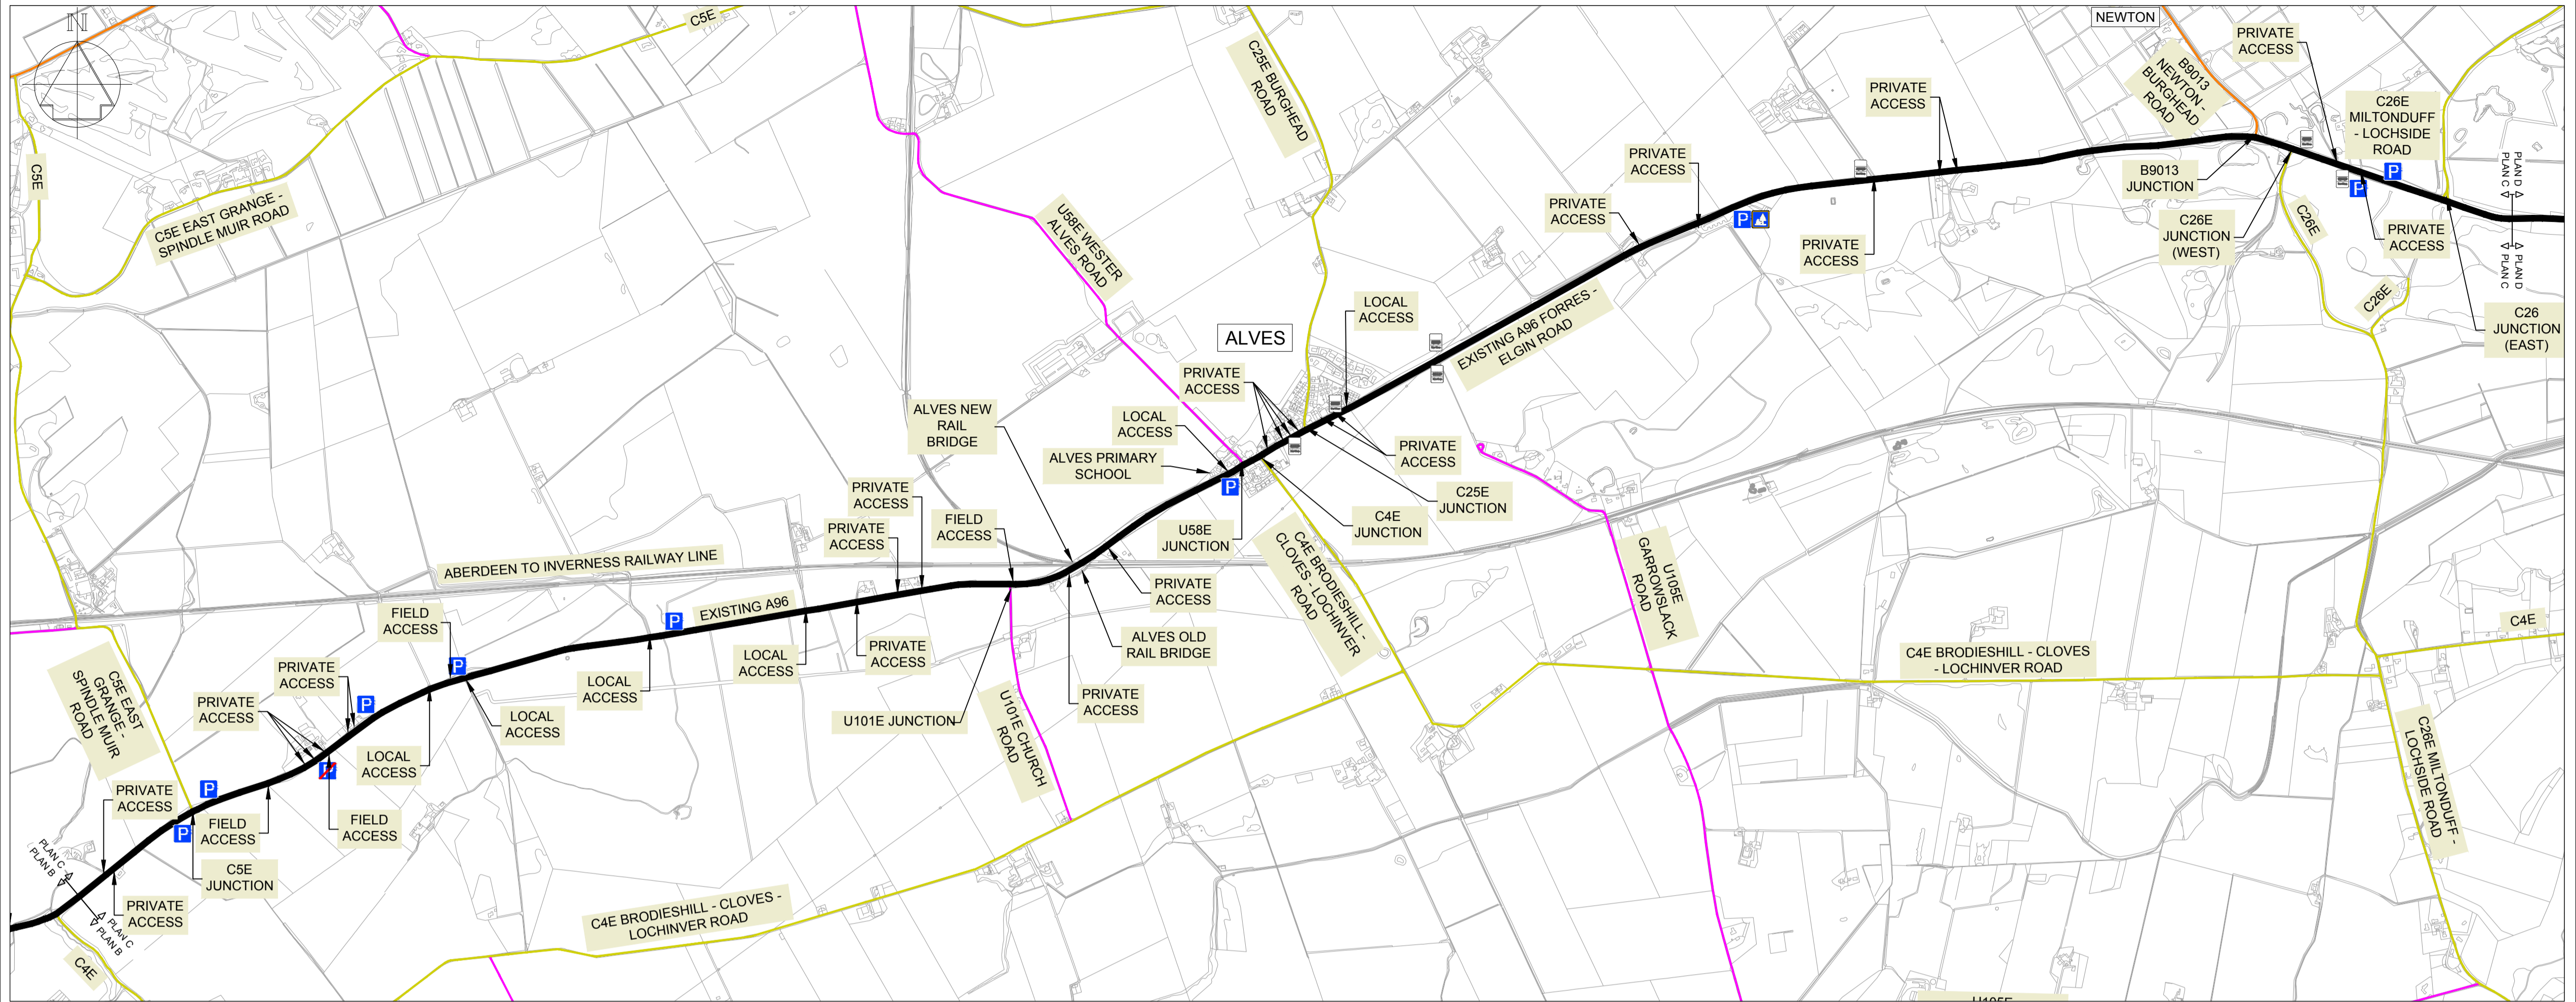 N
C5E
C5E
C5E EAST GRANGE -
SPINDLE MUIR ROAD
C25E BURGHEAD
ROAD
U58E WESTER
ALVES ROAD
NEWTON
B9013
NEWTON -
BURGHEAD
ROAD
PRIVATE
ACCESS
C26E
MILTONDUFF
- LOCHSIDE
ROAD
PRIVATE
ACCESS
PRIVATE
ACCESS
PRIVATE
ACCESS
P
PRIVATE
ACCESS
B9013
JUNCTION
C26E
JUNCTION
(WEST)
C26E
P
P
PRIVATE
ACCESS
PLAN D
PLAN C
PLAN D
PLAN C
C26E
C26
JUNCTION
(EAST)
EXISTING A96 FORRES -
ELGIN ROAD
LOCAL
ACCESS
ALVES
PRIVATE
ACCESS
LOCAL
ACCESS
ALVES NEW
RAIL
BRIDGE
ALVES PRIMARY
SCHOOL
P
PRIVATE
ACCESS
C25E
JUNCTION
C4E
JUNCTION
U58E
JUNCTION
C4E BRODIESHILL -
CLOVES - LOCHINVER
ROAD
U105E
GARROWSLACK
ROAD
PRIVATE
ACCESS
PRIVATE
ACCESS
FIELD
ACCESS
ABERDEEN TO INVERNESS RAILWAY LINE
EXISTING A96
P
FIELD
ACCESS
P
LOCAL
ACCESS
LOCAL
ACCESS
PRIVATE
ACCESS
PRIVATE
ACCESS
ALVES OLD
RAIL BRIDGE
PRIVATE
ACCESS
U101E JUNCTION
U101E CHURCH
ROAD
C5E EAST
GRANGE -
SPINDLE MUIR
ROAD
PRIVATE
ACCESS
PRIVATE
ACCESS
P
LOCAL
ACCESS
LOCAL
ACCESS
P
FIELD
ACCESS
P
P
FIELD
ACCESS
PRIVATE
ACCESS
C5E
JUNCTION
PRIVATE
ACCESS
PLAN C
PLAN B
PLAN C
PLAN B
C4E
C4E BRODIESHILL - CLOVES -
LOCHINVER ROAD
C4E BRODIESHILL - CLOVES
- LOCHINVER ROAD
C4E
C26E MILTONDUFF -
LOCHSIDE ROAD
U105E